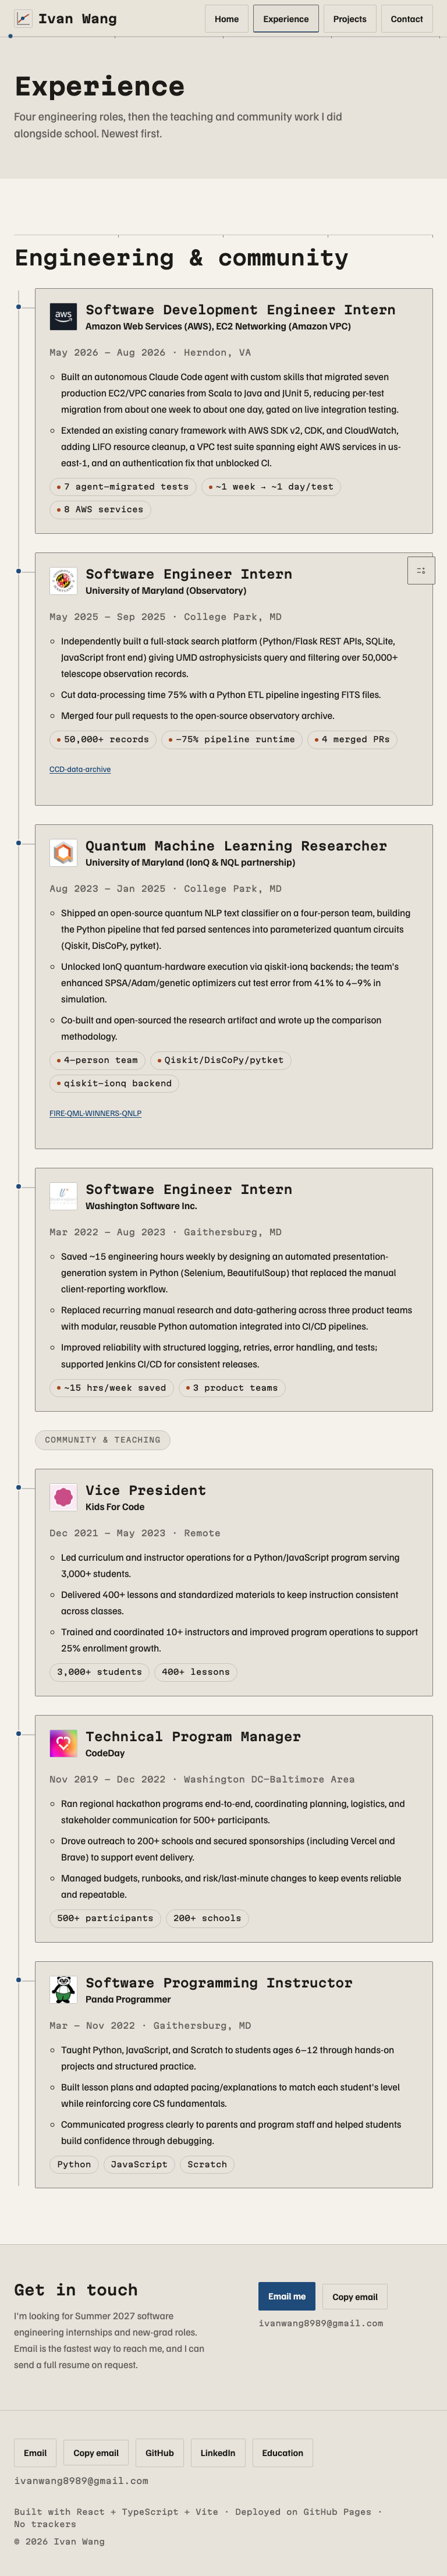 Ivan Wang
Home
Experience
Projects
Contact
Experience
Four engineering roles, then the teaching and community work I did
alongside school. Newest first.
Engineering & community
aws
Software Development Engineer Intern
Amazon Web Services (AWS), EC2 Networking (Amazon VPC)
May 2026 – Aug 2026 · Herndon, VA
Built an autonomous Claude Code agent with custom skills that migrated seven
production EC2/VPC canaries from Scala to Java and JUnit 5, reducing per-test
migration from about one week to about one day, gated on live integration testing.
Extended an existing canary framework with AWS SDK v2, CDK, and CloudWatch,
adding LIFO resource cleanup, a VPC test suite spanning eight AWS services in us-
east-1, and an authentication fix that unblocked CI.
7 agent-migrated tests
~1 week → ~1 day/test
8 AWS services
Software Engineer Intern
University of Maryland (Observatory)
May 2025 – Sep 2025 · College Park, MD
Independently built a full-stack search platform (Python/Flask REST APIs, SQLite,
JavaScript front end) giving UMD astrophysicists query and filtering over 50,000+
telescope observation records.
Cut data-processing time 75% with a Python ETL pipeline ingesting FITS files.
Merged four pull requests to the open-source observatory archive.
50,000+ records
−75% pipeline runtime
4 merged PRs
CCD-data-archive
Quantum Machine Learning Researcher
University of Maryland (IonQ & NQL partnership)
Aug 2023 – Jan 2025 · College Park, MD
Shipped an open-source quantum NLP text classifier on a four-person team, building
the Python pipeline that fed parsed sentences into parameterized quantum circuits
(Qiskit, DisCoPy, pytket).
Unlocked IonQ quantum-hardware execution via qiskit-ionq backends; the team's
enhanced SPSA/Adam/genetic optimizers cut test error from 41% to 4–9% in
simulation.
Co-built and open-sourced the research artifact and wrote up the comparison
methodology.
4-person team
Qiskit/DisCoPy/pytket
qiskit-ionq backend
FIRE-QML-WINNERS-QNLP
Software Engineer Intern
Washington Software Inc.
Mar 2022 – Aug 2023 · Gaithersburg, MD
Saved ~15 engineering hours weekly by designing an automated presentation-
generation system in Python (Selenium, BeautifulSoup) that replaced the manual
client-reporting workflow.
Replaced recurring manual research and data-gathering across three product teams
with modular, reusable Python automation integrated into CI/CD pipelines.
Improved reliability with structured logging, retries, error handling, and tests;
supported Jenkins CI/CD for consistent releases.
~15 hrs/week saved
3 product teams
COMMUNITY & TEACHING
Vice President
Kids For Code
Dec 2021 – May 2023 · Remote
Led curriculum and instructor operations for a Python/JavaScript program serving
3,000+ students.
Delivered 400+ lessons and standardized materials to keep instruction consistent
across classes.
Trained and coordinated 10+ instructors and improved program operations to support
25% enrollment growth.
3,000+ students
400+ lessons
Technical Program Manager
CodeDay
Nov 2019 – Dec 2022 · Washington DC–Baltimore Area
Ran regional hackathon programs end-to-end, coordinating planning, logistics, and
stakeholder communication for 500+ participants.
Drove outreach to 200+ schools and secured sponsorships (including Vercel and
Brave) to support event delivery.
Managed budgets, runbooks, and risk/last-minute changes to keep events reliable
and repeatable.
500+ participants
200+ schools
Software Programming Instructor
Panda Programmer
Mar – Nov 2022 · Gaithersburg, MD
Taught Python, JavaScript, and Scratch to students ages 6–12 through hands-on
projects and structured practice.
Built lesson plans and adapted pacing/explanations to match each student's level
while reinforcing core CS fundamentals.
Communicated progress clearly to parents and program staff and helped students
build confidence through debugging.
Python
JavaScript
Scratch
Get in touch
I'm looking for Summer 2027 software
engineering internships and new-grad roles.
Email is the fastest way to reach me, and I can
send a full resume on request.
Email me
Copy email
ivanwang8989@gmail.com
Email
Copy email
GitHub
LinkedIn
Education
ivanwang8989@gmail.com
Built with React + TypeScript + Vite · Deployed on GitHub Pages ·
No trackers
© 2026 Ivan Wang